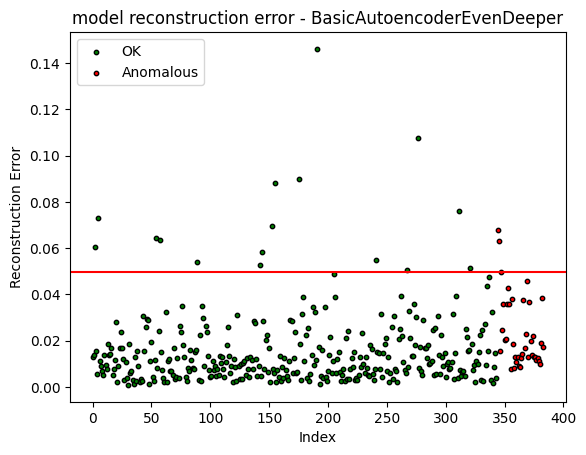 model reconstruction error - BasicAutoencoderEvenDeeper
OK
Anomalous
0.14
0.12
0.10
0.08
0.06
0.04
0.02
0.00
Reconstruction Error
0 50 100 150 200 250 300 350 400
Index